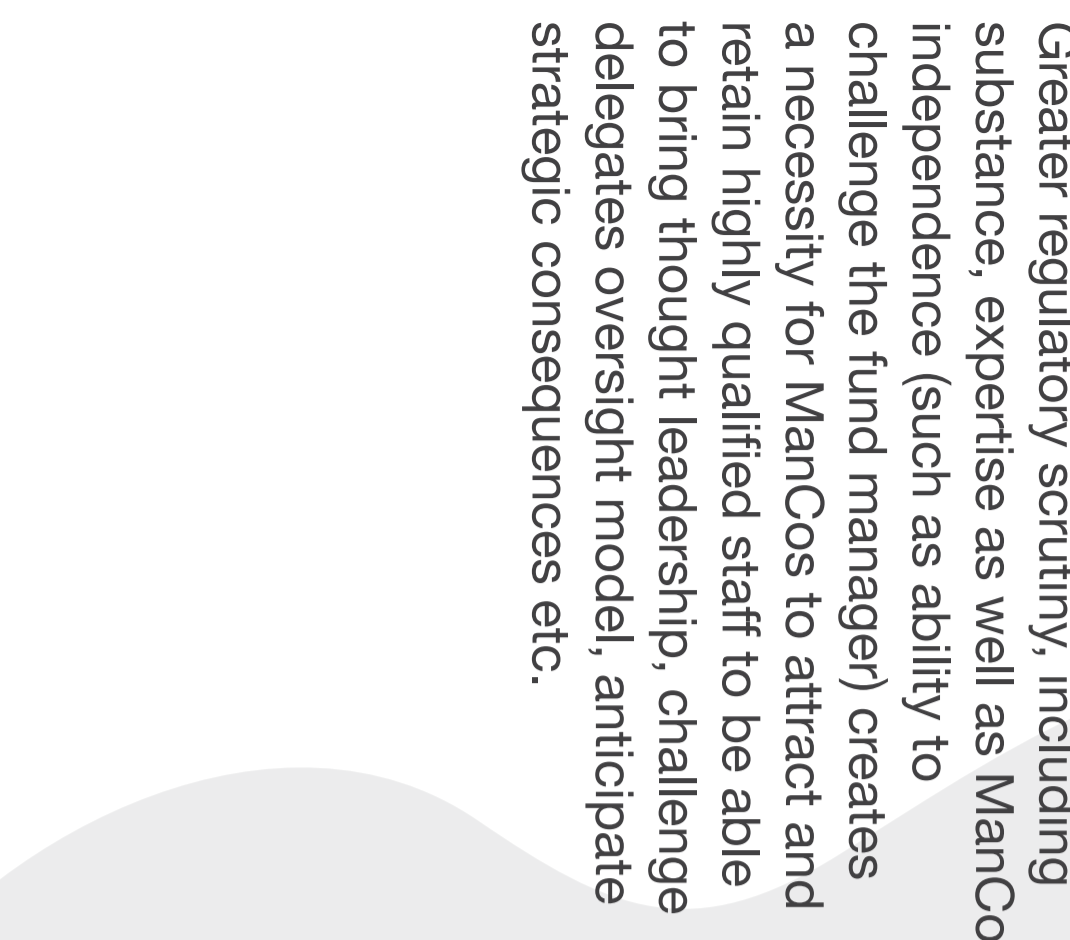 Greater regulatory scrutiny, including
substance, expertise as well as ManCo
independence (such as ability to
challenge the fund manager) creates
a necessity for ManCos to attract and
retain highly qualified staff to be able
to bring thought leadership, challenge
delegates oversight model, anticipate
strategic consequences etc.